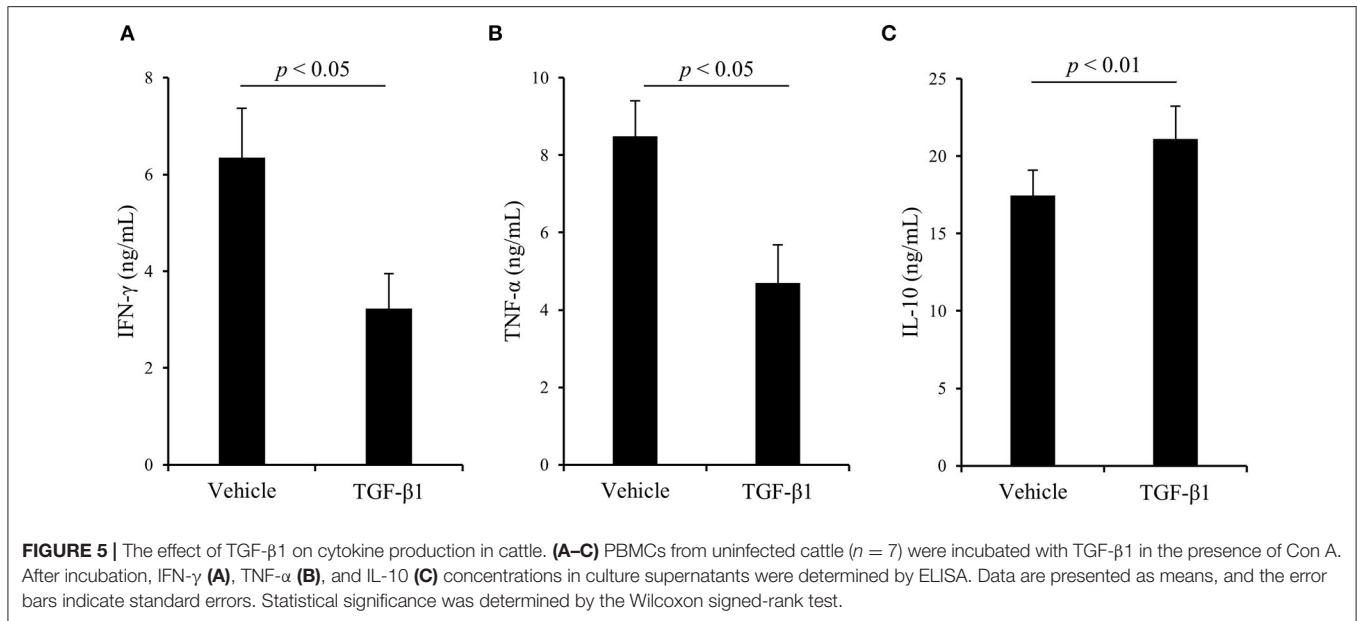 A
p < 0.05
8
6
4
2
0
IFN-γ (ng/mL)
Vehicle
TGF-β1
B
p < 0.05
10
8
6
4
2
0
TNF-α (ng/mL)
Vehicle
TGF-β1
C
p < 0.01
25
20
15
10
5
0
IL-10 (ng/mL)
Vehicle
TGF-β1
FIGURE 5 | The effect of TGF-β1 on cytokine production in cattle. (A–C) PBMCs from uninfected cattle (n = 7) were incubated with TGF-β1 in the presence of Con A.
After incubation, IFN-γ (A), TNF-α (B), and IL-10 (C) concentrations in culture supernatants were determined by ELISA. Data are presented as means, and the error
bars indicate standard errors. Statistical significance was determined by the Wilcoxon signed-rank test.